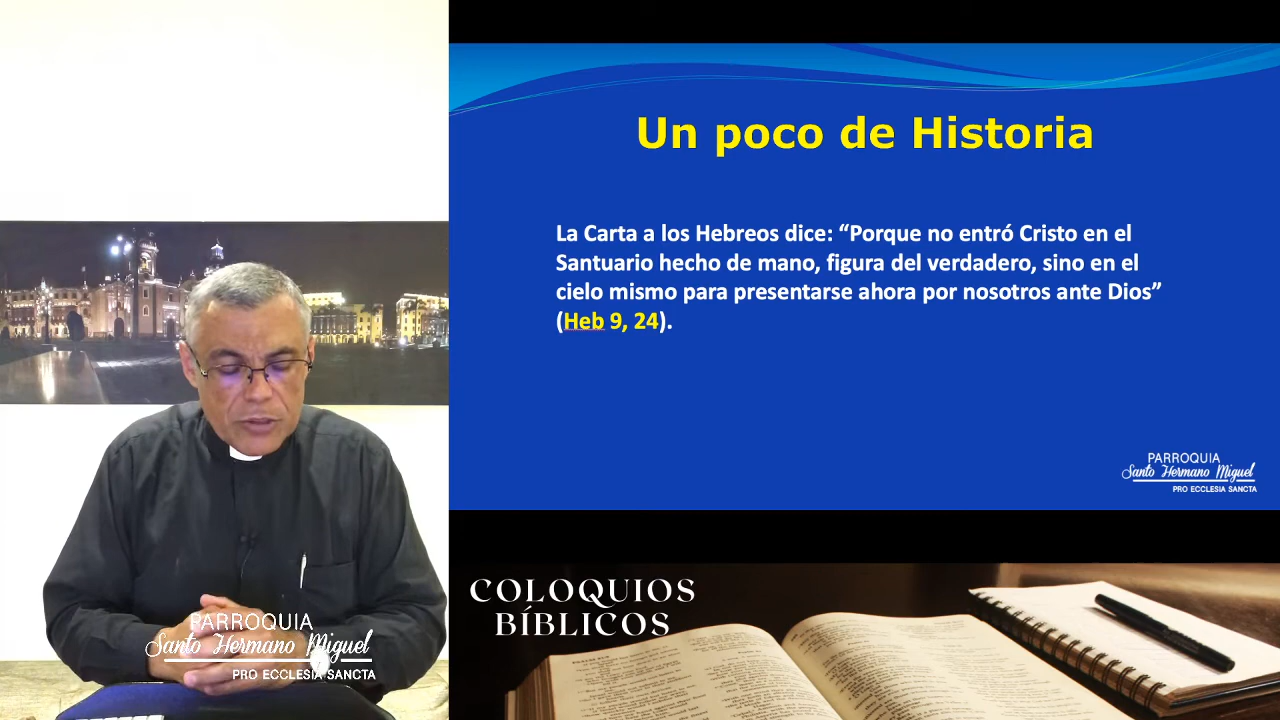 Un poco de Historia
La Carta a los Hebreos dice: “Porque no entró Cristo en el
Santuario hecho de mano, figura del verdadero, sino en el
cielo mismo para presentarse ahora por nosotros ante Dios”
(Heb 9, 24).
PARROQUIA
Santo Hermano Miguel
PRO ECCLESIA SANCTA
COLOQUIOS
BÍBLICOS
PARROQUIA
Santo Hermano Miguel
PRO ECCLESIA SANCTA